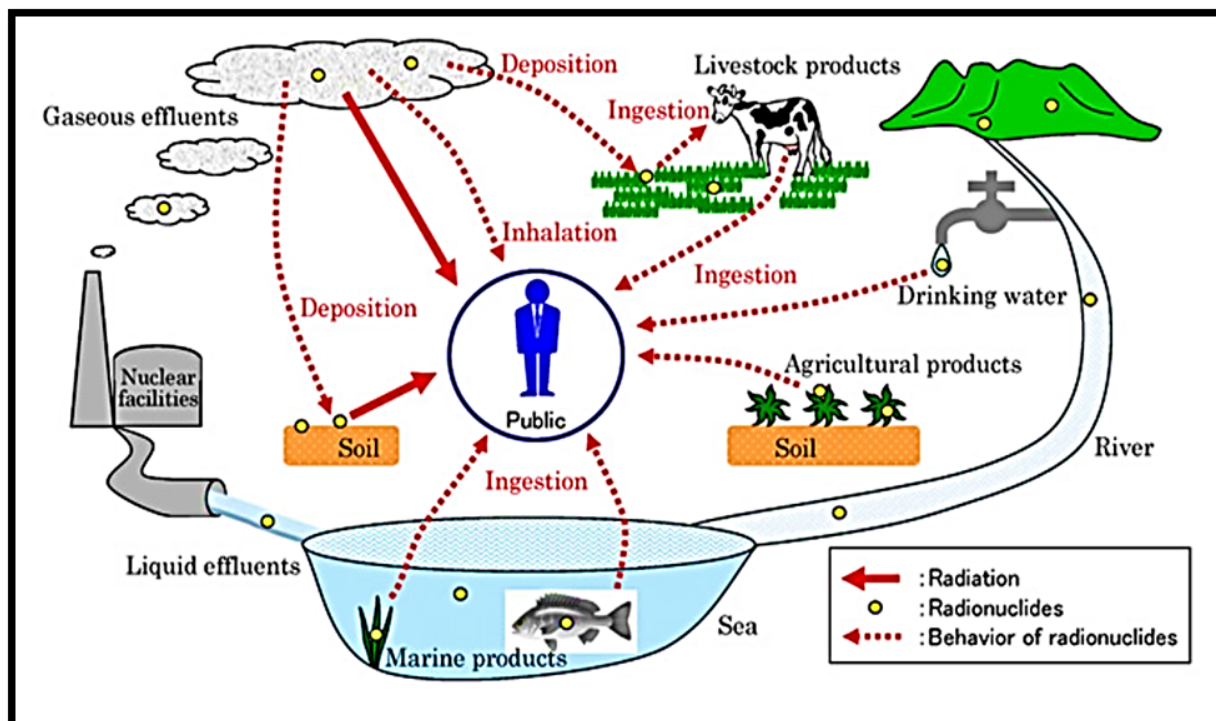 Deposition
Livestock products
Ingestion
Gaseous effluents
Inhalation
Ingestion
Drinking water
Deposition
Agricultural products
Nuclear
facilities
Public
Soil
Soil
River
Ingestion
Liquid effluents
Sea
Marine products
:Radiation
:Radionuclides
:Behavior of radionuclides